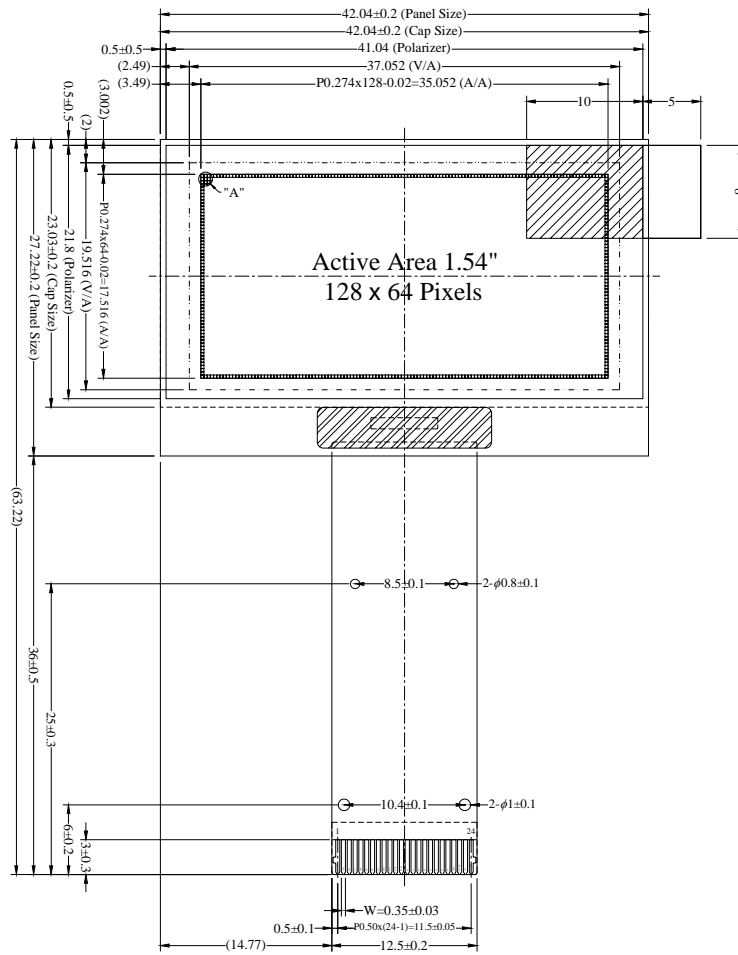 42.04±0.2 (Panel Size)
42.04±0.2 (Cap Size)
0.5±0.5
41.04 (Polarizer)
(2.49)
37.052 (V/A)
(3.49)
P0.274x128-0.02=35.052 (A/A)
10
5
0.5±0.5
(2)
(3.002)
"A"
Active Area 1.54"
128 x 64 Pixels
P0.274x64-0.02=17.516 (A/A)
19.516 (V/A)
21.8 (Polarizer)
23.03±0.2 (Cap Size)
27.22±0.2 (Panel Size)
(63.22)
36±0.5
25±0.3
8.5±0.1
2-ϕ0.8±0.1
10.4±0.1
2-ϕ1±0.1
6±0.2
3±0.3
1
24
W=0.35±0.03
0.5±0.1
P0.50x(24-1)=11.5±0.05
(14.77)
12.5±0.2